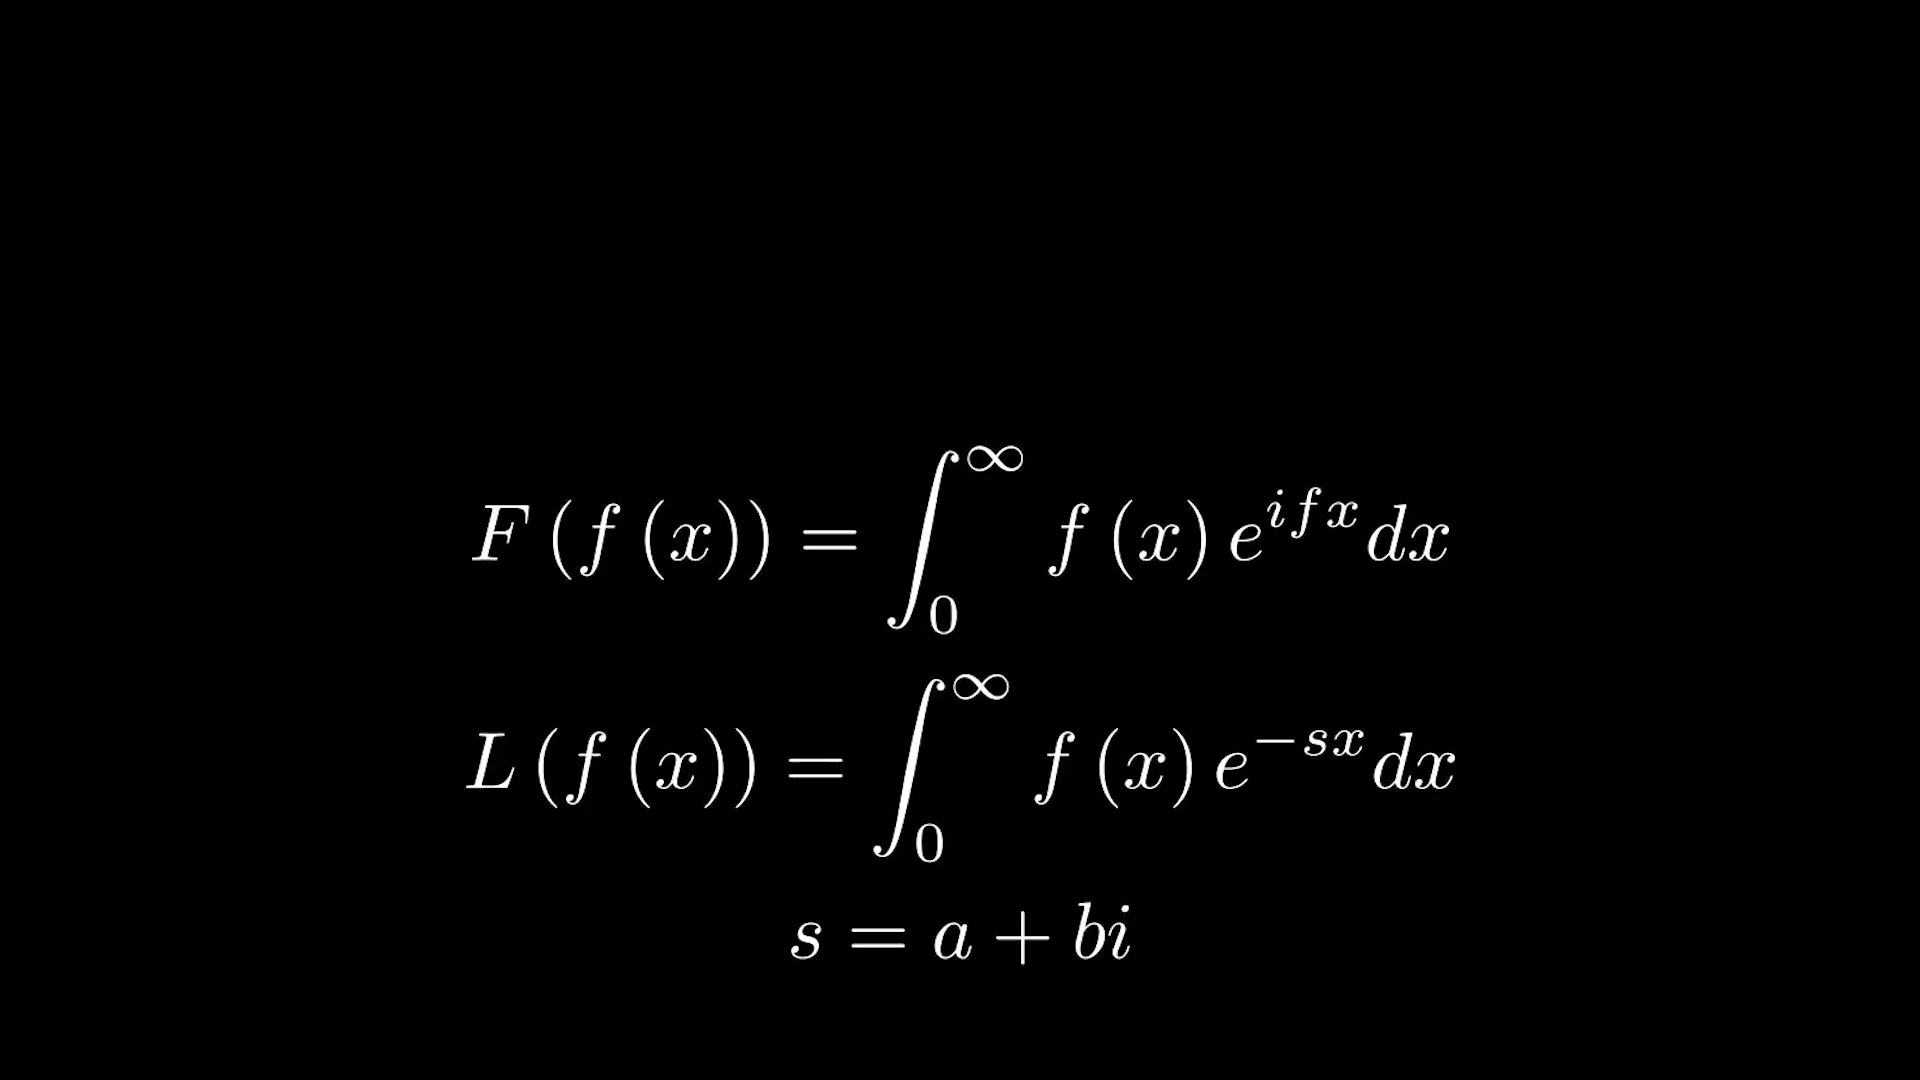 F(f(x)) = ∫₀^∞ f(x) e^{ifx} dx
L(f(x)) = ∫₀^∞ f(x) e^{-sx} dx
s = a + bi